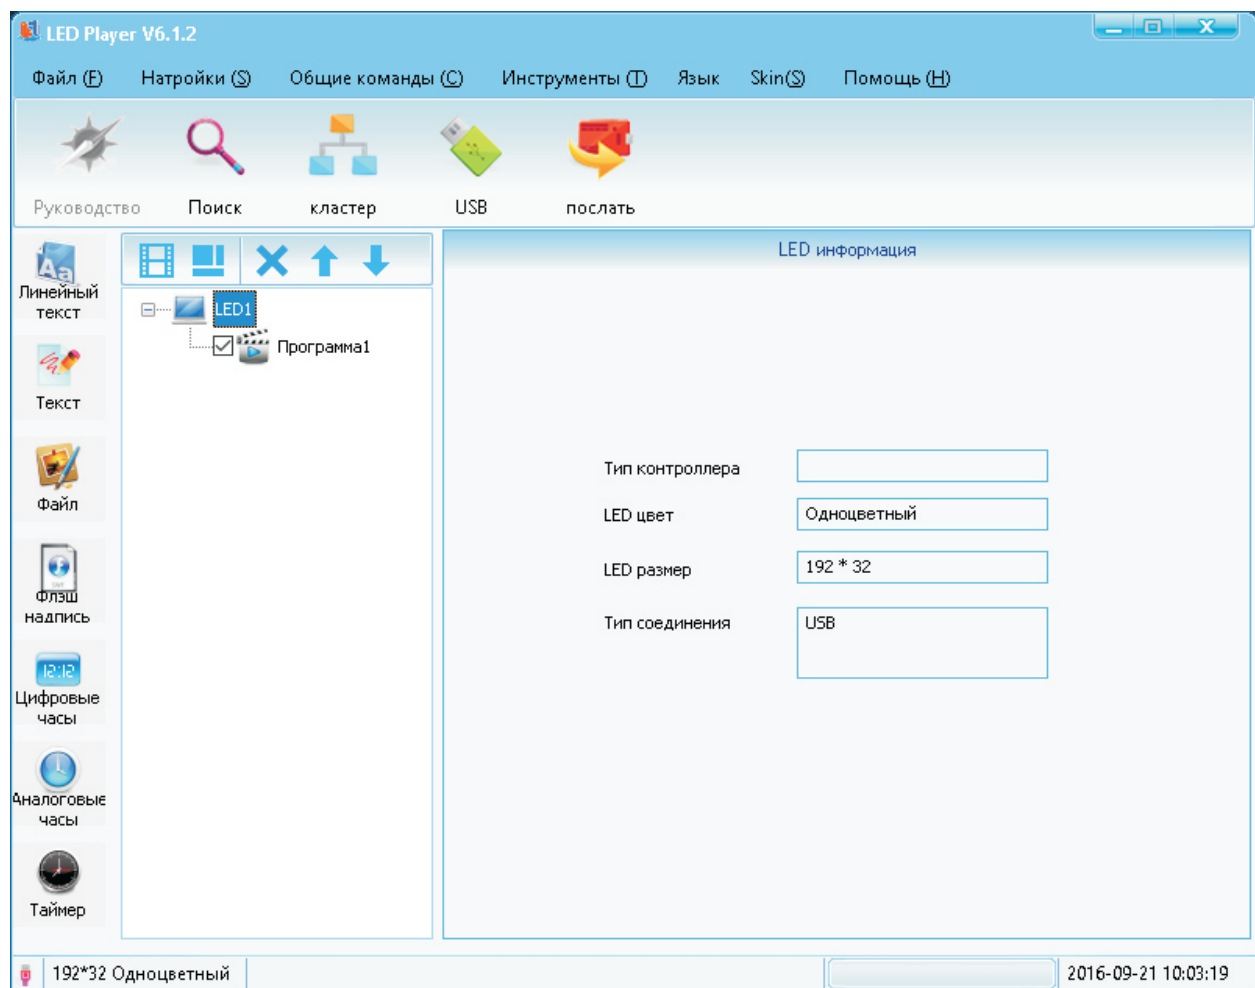 LED Player V6.1.2
Файл (F) Натройки (S) Общие команды (C) Инструменты (T) Язык Skin(S) Помощь (H)
Руководство Поиск кластер USB послать
LED информация
Aa
Линейный
текст
Текст
Файл
Флэш
надпись
12:12
Цифровые
часы
Аналоговые
часы
Таймер
LED1
Программа1
Тип контроллера
LED цвет Одноцветный
LED размер 192 * 32
Тип соединения USB
192*32 Одноцветный 2016-09-21 10:03:19